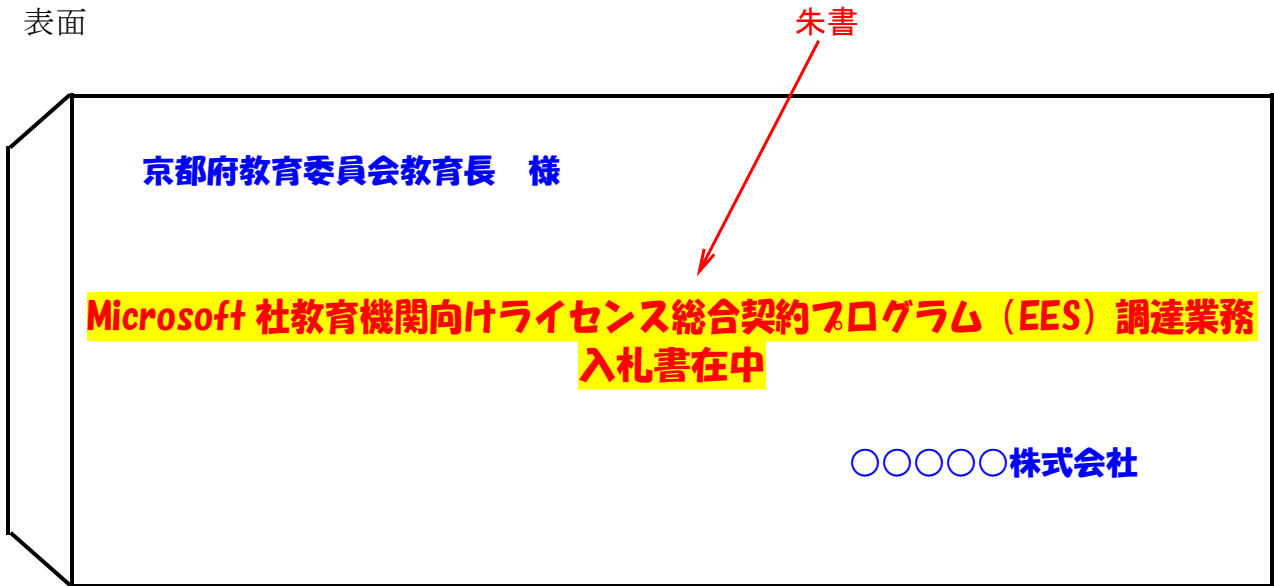 表面
朱書
京都府教育委員会教育長　様
Microsoft 社教育機関向けライセンス総合契約プログラム（EES）調達業務
入札書在中
○○○○○株式会社